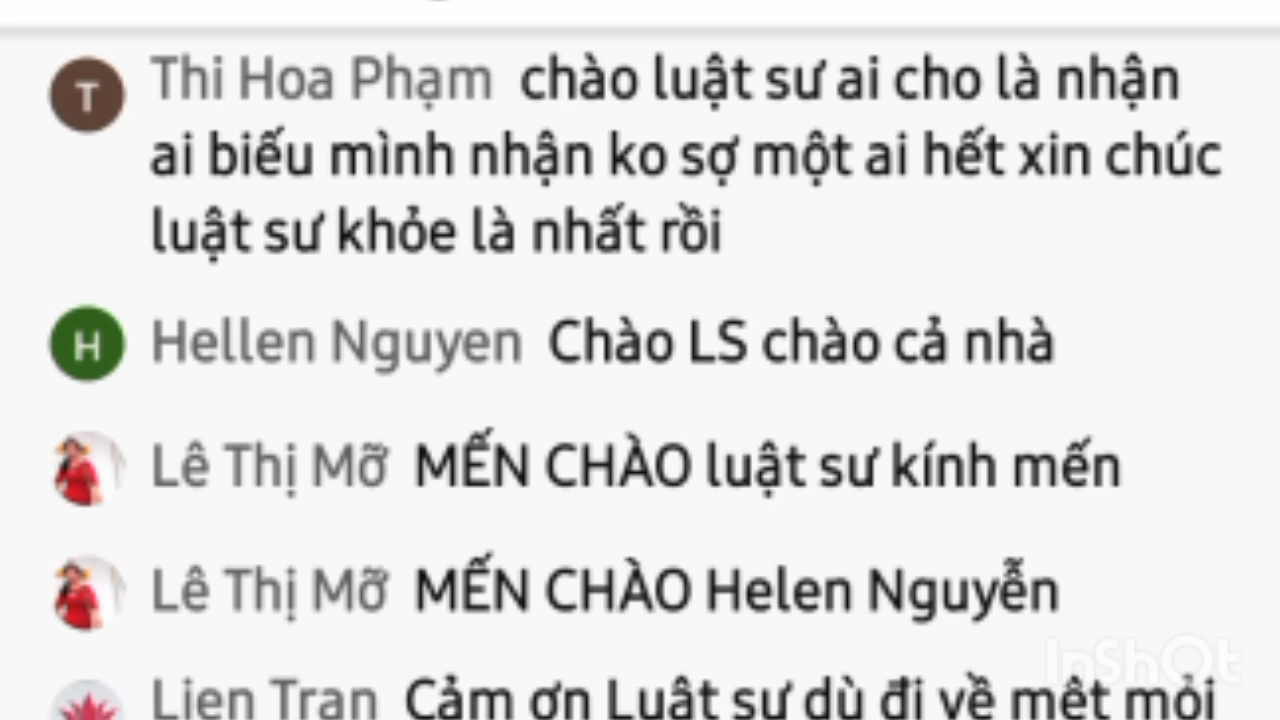 T Thi Hoa Phạm chào luật sư ai cho là nhận
ai biếu mình nhận ko sợ một ai hết xin chúc
luật sư khỏe là nhất rồi
H Hellen Nguyen Chào LS chào cả nhà
Lê Thị Mỡ MẾN CHÀO luật sư kính mến
Lê Thị Mỡ MẾN CHÀO Helen Nguyễn
Lien Tran Cảm ơn Luật sư dù đi về mệt mỏi
InShOt